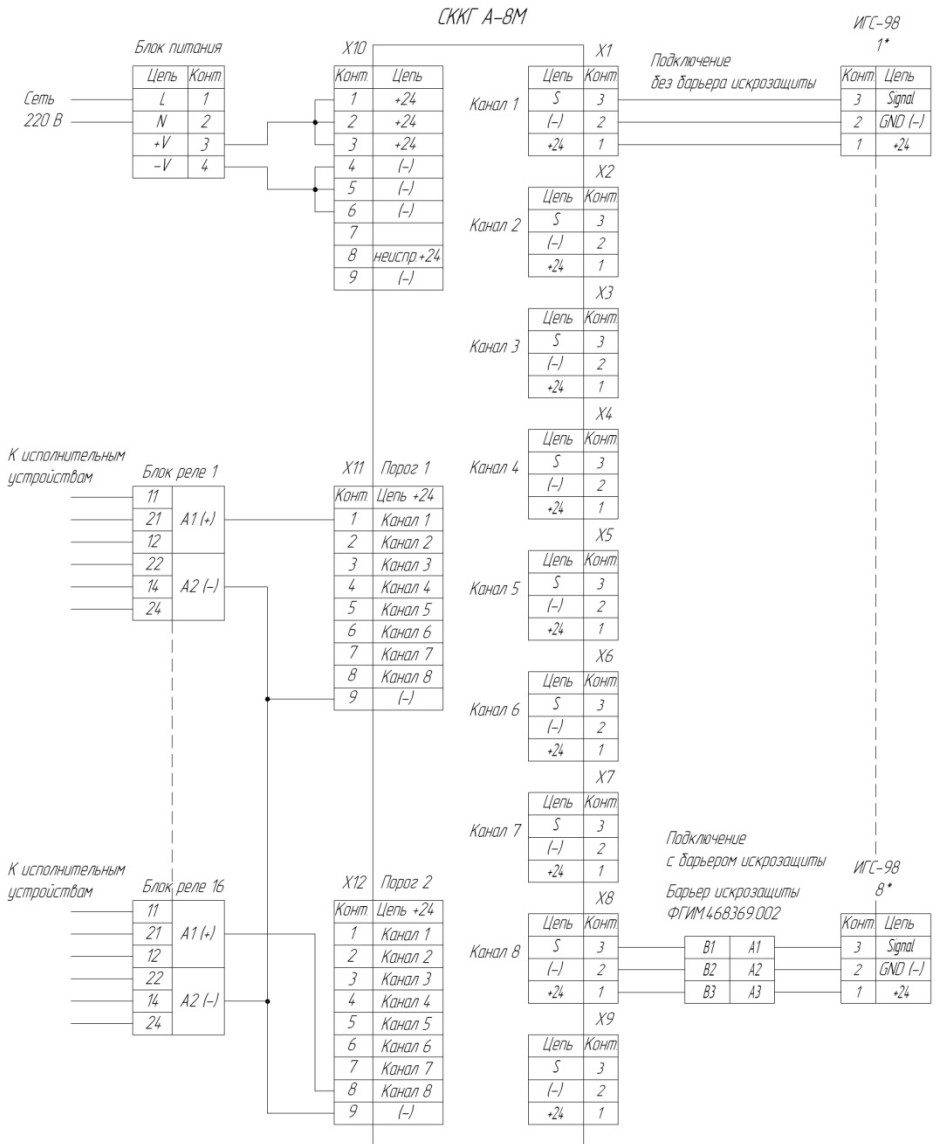 СККГ А-8М
Блок питания
Цепь Конт.
L 1
N 2
+V 3
-V 4
Сеть
220 В
X10
Конт. Цепь
1 +24
2 +24
3 +24
4 (-)
5 (-)
6 (-)
7
8 неиспр.+24
9 (-)
X1
Канал 1
Цепь Конт.
S 3
(-) 2
+24 1
Подключение
без барьера искрозащиты
ИГС-98
1*
Конт. Цепь
3 Signal
2 GND (-)
1 +24
X2
Канал 2
Цепь Конт.
S 3
(-) 2
+24 1
X3
Канал 3
Цепь Конт.
S 3
(-) 2
+24 1
X4
Канал 4
Цепь Конт.
S 3
(-) 2
+24 1
X5
Канал 5
Цепь Конт.
S 3
(-) 2
+24 1
X6
Канал 6
Цепь Конт.
S 3
(-) 2
+24 1
X7
Канал 7
Цепь Конт.
S 3
(-) 2
+24 1
X8
Канал 8
Цепь Конт.
S 3
(-) 2
+24 1
X9
Цепь Конт.
S 3
(-) 2
+24 1
К исполнительным
устройствам
Блок реле 1
11
21 A1 (+)
12
22
14 A2 (-)
24
X11 Порог 1
Конт. Цепь +24
1 Канал 1
2 Канал 2
3 Канал 3
4 Канал 4
5 Канал 5
6 Канал 6
7 Канал 7
8 Канал 8
9 (-)
К исполнительным
устройствам
Блок реле 16
11
21 A1 (+)
12
22
14 A2 (-)
24
X12 Порог 2
Конт. Цепь +24
1 Канал 1
2 Канал 2
3 Канал 3
4 Канал 4
5 Канал 5
6 Канал 6
7 Канал 7
8 Канал 8
9 (-)
Подключение
с барьером искрозащиты
Барьер искрозащиты
ФГИМ.468369.002
B1 A1
B2 A2
B3 A3
ИГС-98
8*
Конт. Цепь
3 Signal
2 GND (-)
1 +24